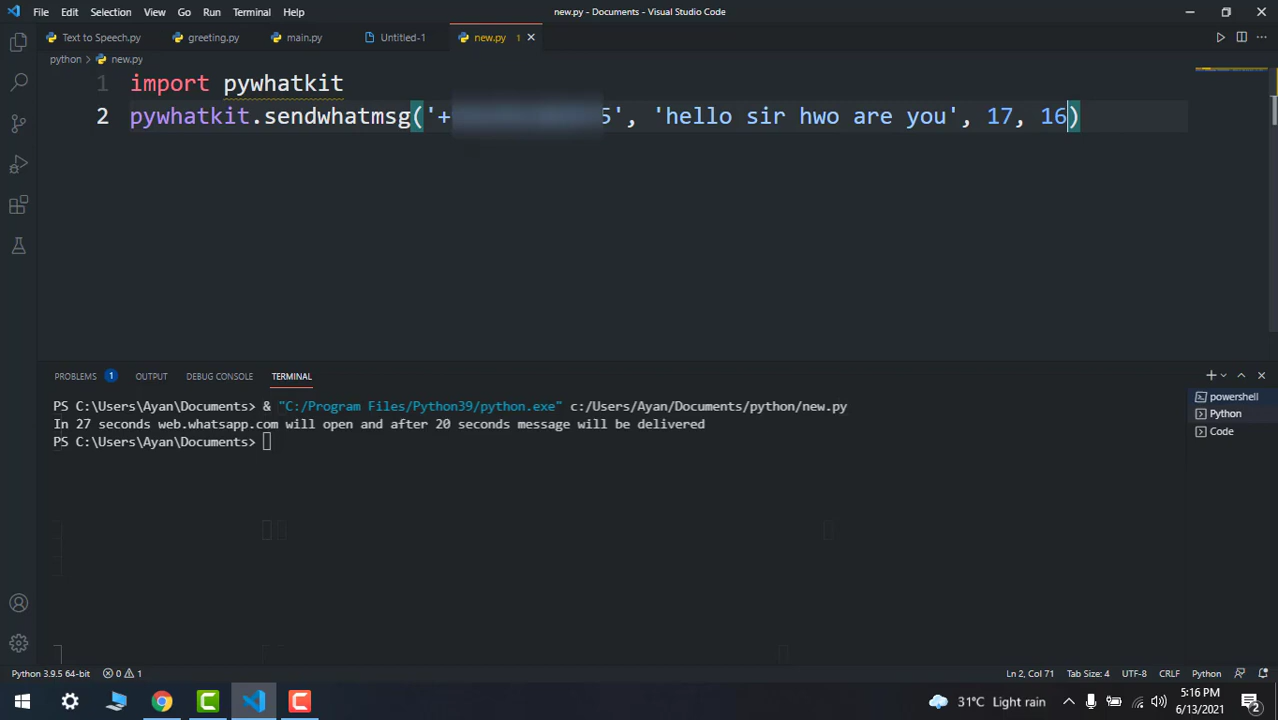 File Edit Selection View Go Run Terminal Help new.py - Documents - Visual Studio Code
Text to Speech.py greeting.py main.py Untitled-1 new.py 1
python > new.py
1 import pywhatkit
2 pywhatkit.sendwhatmsg('+ 5', 'hello sir hwo are you', 17, 16)
PROBLEMS 1 OUTPUT DEBUG CONSOLE TERMINAL
PS C:\Users\Ayan\Documents> & "C:/Program Files/Python39/python.exe" c:/Users/Ayan/Documents/python/new.py
In 27 seconds web.whatsapp.com will open and after 20 seconds message will be delivered
PS C:\Users\Ayan\Documents>
powershell
Python
Code
Python 3.9.5 64-bit 0 1 Ln 2, Col 71 Tab Size: 4 UTF-8 CRLF Python
31°C Light rain
5:16 PM
6/13/2021
2